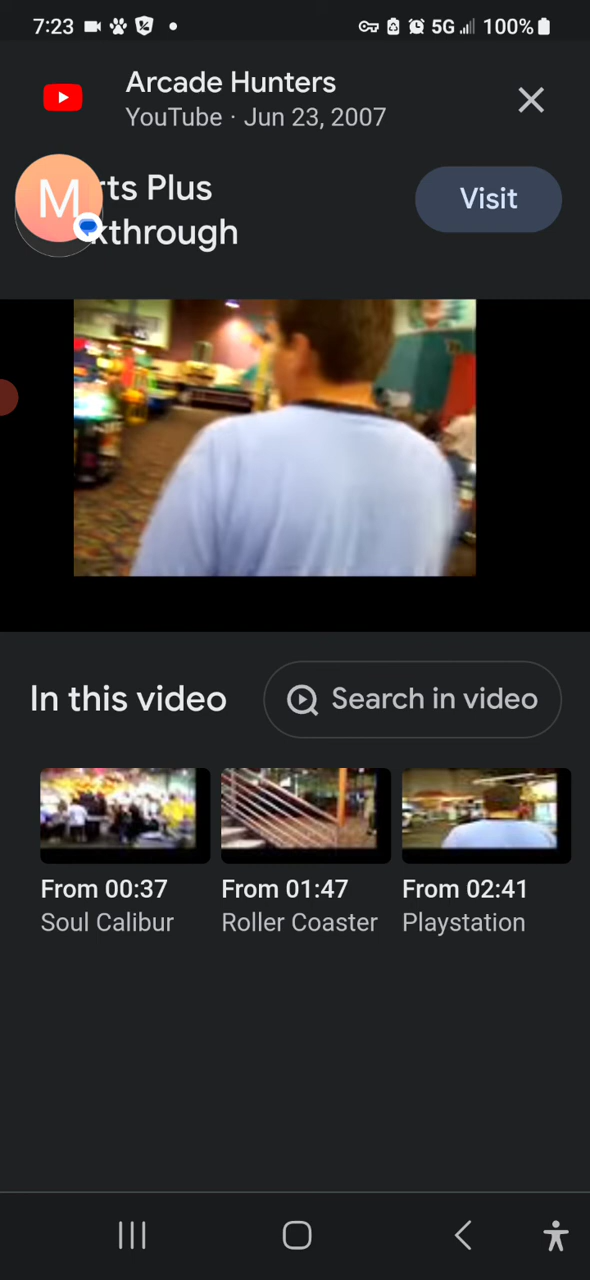 7:23
5G
100%
Arcade Hunters
YouTube · Jun 23, 2007
M
rts Plus
kthrough
Visit
In this video
Search in video
From 00:37
From 01:47
From 02:41
Soul Calibur
Roller Coaster
Playstation